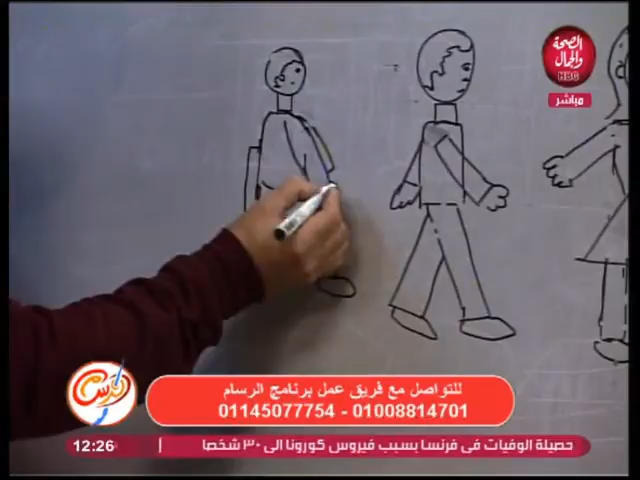 الصحة
والجمال
HBG
مباشر
للتواصل مع فريق عمل برنامج الرسام
01145077754 - 01008814701
12:26
حصيلة الوفيات فى فرنسا بسبب فيروس كورونا الى ٣٠ شخصا